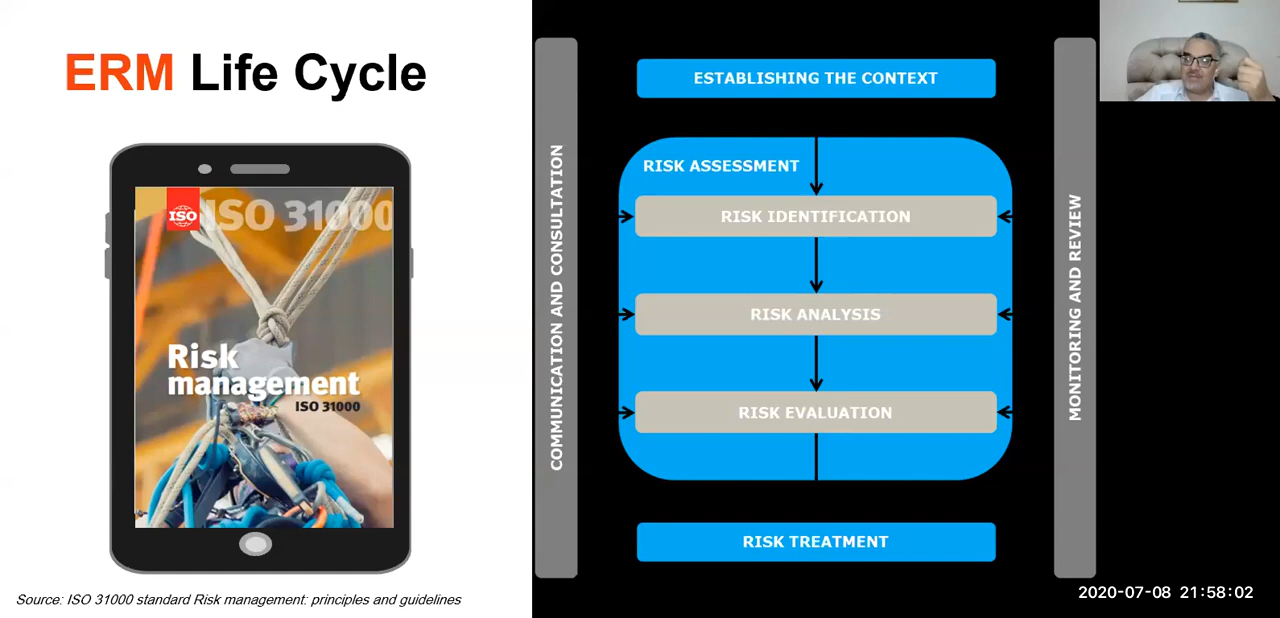 ERM Life Cycle
ISO
ISO 31000
Risk
management
ISO 31000
Source: ISO 31000 standard Risk management: principles and guidelines
COMMUNICATION AND CONSULTATION
ESTABLISHING THE CONTEXT
RISK ASSESSMENT
RISK IDENTIFICATION
RISK ANALYSIS
RISK EVALUATION
RISK TREATMENT
MONITORING AND REVIEW
2020-07-08 21:58:02